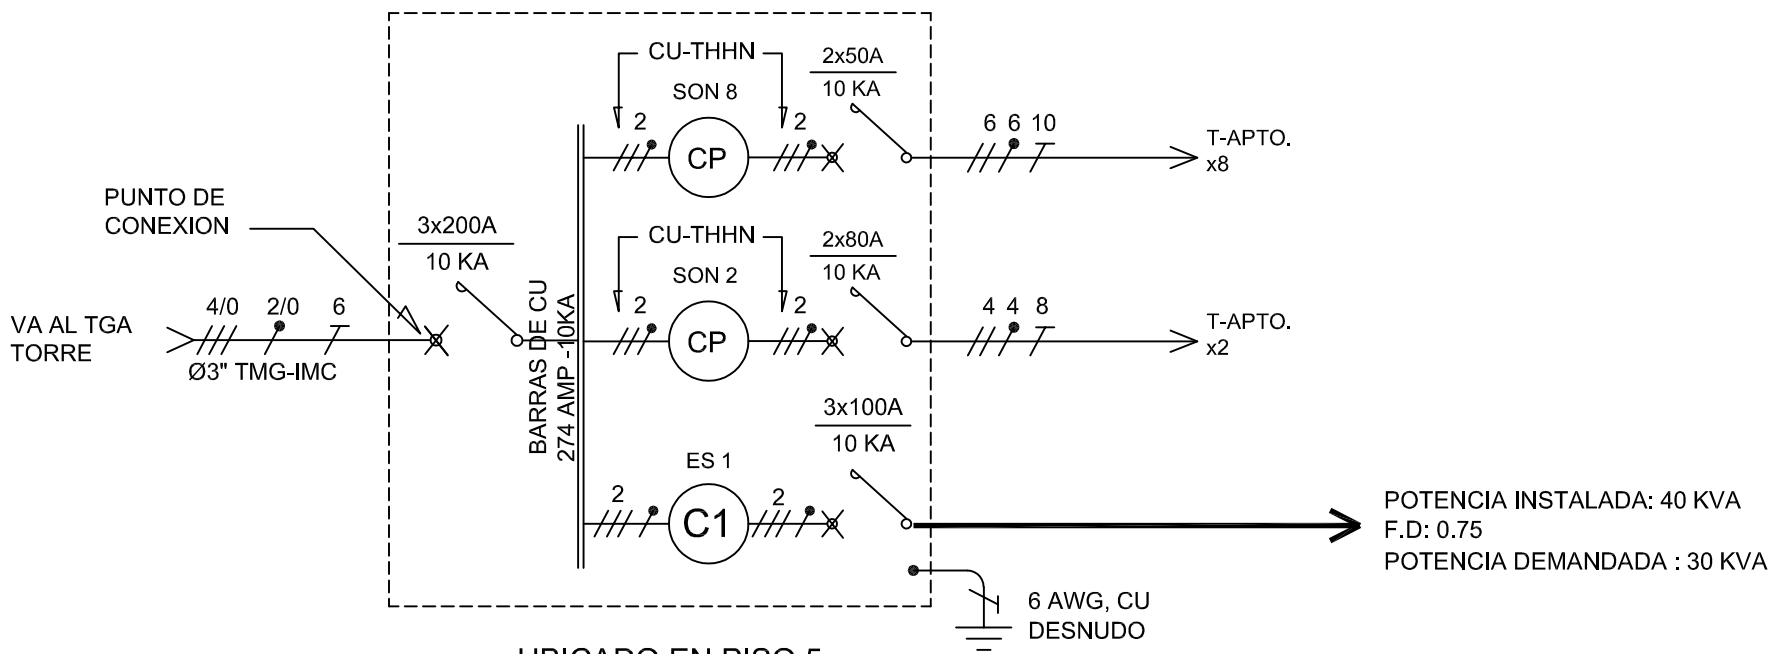 CU-THHN
SON 8
2
CP
2
2x50A
10 KA
6 6 10
T-APTO.
x8
PUNTO DE
CONEXION
3x200A
10 KA
VA AL TGA
TORRE
4/0 2/0 6
Ø3" TMG-IMC
BARRAS DE CU
274 AMP -10KA
CU-THHN
SON 2
2
CP
2
2x80A
10 KA
4 4 8
T-APTO.
x2
ES 1
2
C1
2
3x100A
10 KA
POTENCIA INSTALADA: 40 KVA
F.D: 0.75
POTENCIA DEMANDADA : 30 KVA
6 AWG, CU
DESNUDO
UBICADO EN PISO 5